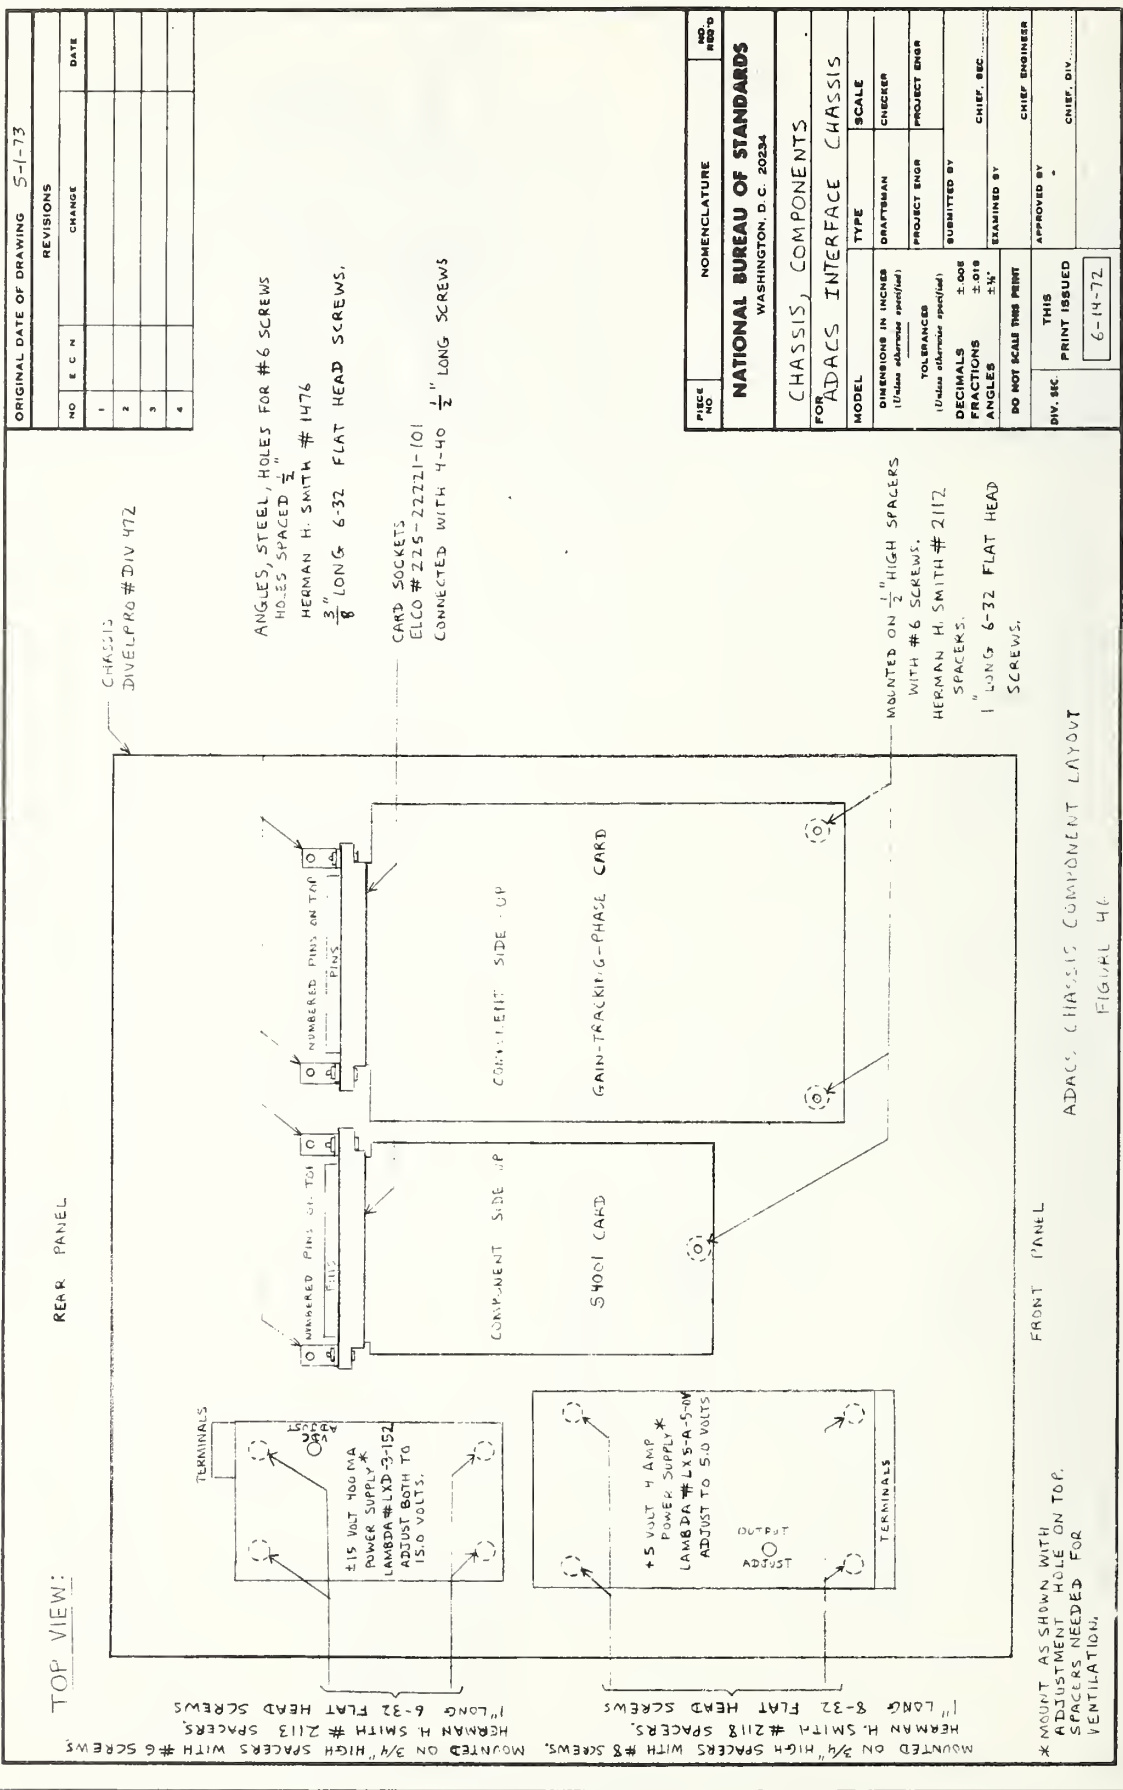 TOP VIEW:
REAR PANEL
ORIGINAL DATE OF DRAWING 5-1-73
REVISIONS
NO E C N CHANGE DATE
1
2
3
4
CHASSIS
DIVELPRO # DIV 472
ANGLES, STEEL, HOLES FOR #6 SCREWS
HOLES SPACED 1/2"
HERMAN H. SMITH # 1476
3/8" LONG 6-32 FLAT HEAD SCREWS.
CARD SOCKETS
ELCO # 225-22221-101
CONNECTED WITH 4-40 1/2" LONG SCREWS
TERMINALS
±15 VOLT 400 MA
POWER SUPPLY *
LAMBDA # LXD-3-152
ADJUST BOTH TO
15.0 VOLTS.
NUMBERED PINS ON TOP
PINS
COMPONENT SIDE UP
S4001 CARD
NUMBERED PINS ON TOP
PINS
COMPONENT SIDE UP
GAIN-TRACKING-PHASE CARD
+5 VOLT 4 AMP
POWER SUPPLY *
LAMBDA # LXS-A-5-OV
ADJUST TO 5.0 VOLTS
OUTPUT
ADJUST
TERMINALS
MOUNTED ON 3/4" HIGH SPACERS WITH #6 SCREWS
HERMAN H. SMITH # 2113 SPACERS.
1" LONG 6-32 FLAT HEAD SCREWS
MOUNTED ON 3/4" HIGH SPACERS WITH #8 SCREWS.
HERMAN H. SMITH # 2118 SPACERS.
1" LONG 8-32 FLAT HEAD SCREWS
MOUNTED ON 1/2" HIGH SPACERS
WITH #6 SCREWS.
HERMAN H. SMITH # 2112
SPACERS.
1" LONG 6-32 FLAT HEAD
SCREWS.
* MOUNT AS SHOWN WITH
ADJUSTMENT HOLE ON TOP.
SPACERS NEEDED FOR
VENTILATION.
FRONT PANEL
ADACS CHASSIS COMPONENT LAYOUT
FIGURE 46
PIECE NO NOMENCLATURE NO. REQ'D
NATIONAL BUREAU OF STANDARDS
WASHINGTON, D. C. 20234
CHASSIS, COMPONENTS
FOR ADACS INTERFACE CHASSIS
MODEL TYPE SCALE
DIMENSIONS IN INCHES
(Unless otherwise specified)
TOLERANCES
(Unless otherwise specified)
DECIMALS ±.005
FRACTIONS ±.015
ANGLES ±½°
DO NOT SCALE THIS PRINT
DRAFTSMAN CHECKER
PROJECT ENGR PROJECT ENGR
SUBMITTED BY
CHIEF, SEC.
EXAMINED BY
CHIEF ENGINEER
APPROVED BY
CHIEF, DIV.
DIV. SEC.
THIS
PRINT ISSUED
6-14-72